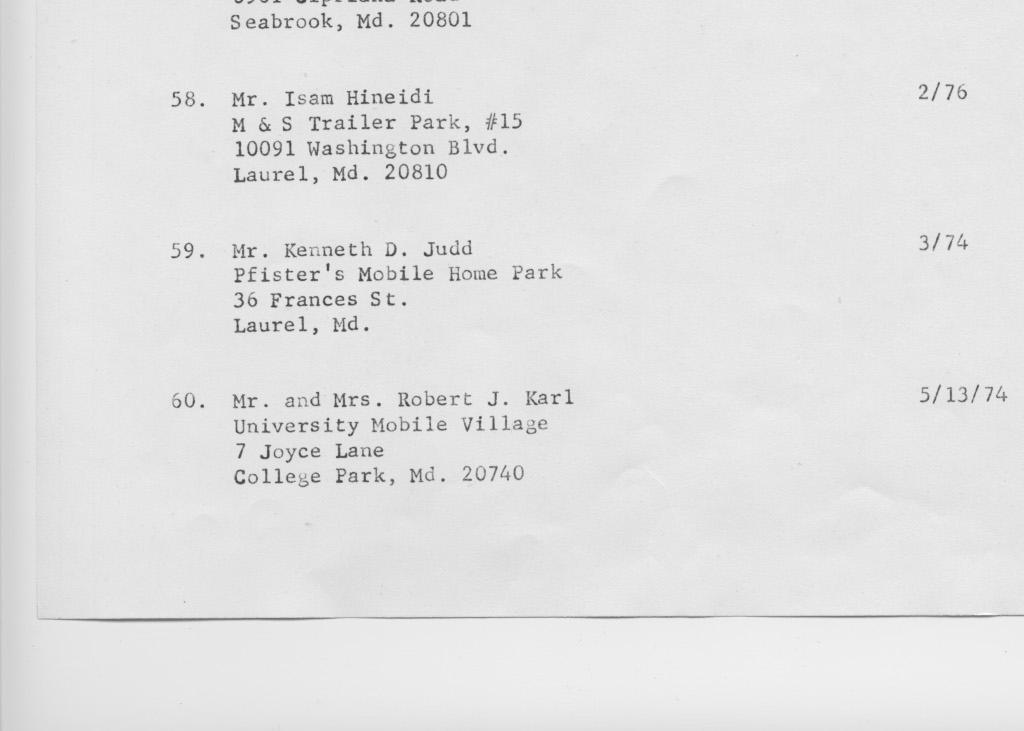 Seabrook, Md. 20801
58. Mr. Isam Hineidi 2/76
M & S Trailer Park, #15
10091 Washington Blvd.
Laurel, Md. 20810
59. Mr. Kenneth D. Judd 3/74
Pfister's Mobile Home Park
36 Frances St.
Laurel, Md.
60. Mr. and Mrs. Robert J. Karl 5/13/74
University Mobile Village
7 Joyce Lane
College Park, Md. 20740